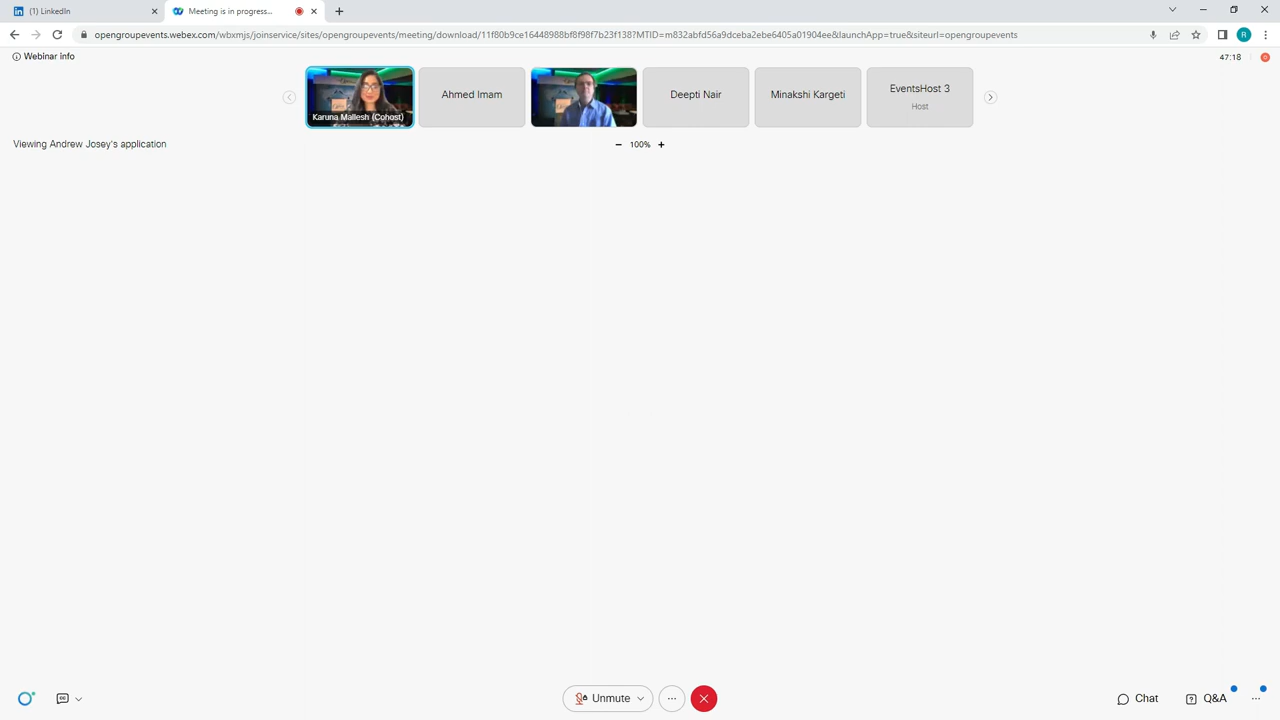 (1) LinkedIn
Meeting is in progress...
opengroupevents.webex.com/wbxmjs/joinservice/sites/opengroupevents/meeting/download/11f80b9ce16448988bf8f98f7b23f138?MTID=m832abfd56a9dceba2ebe6405a01904ee&launchApp=true&siteurl=opengroupevents
R
Webinar info
47:18
Karuna Mallesh (Cohost)
Ahmed Imam
Deepti Nair
Minakshi Kargeti
EventsHost 3
Host
Viewing Andrew Josey's application
100%
Unmute
Chat
Q&A